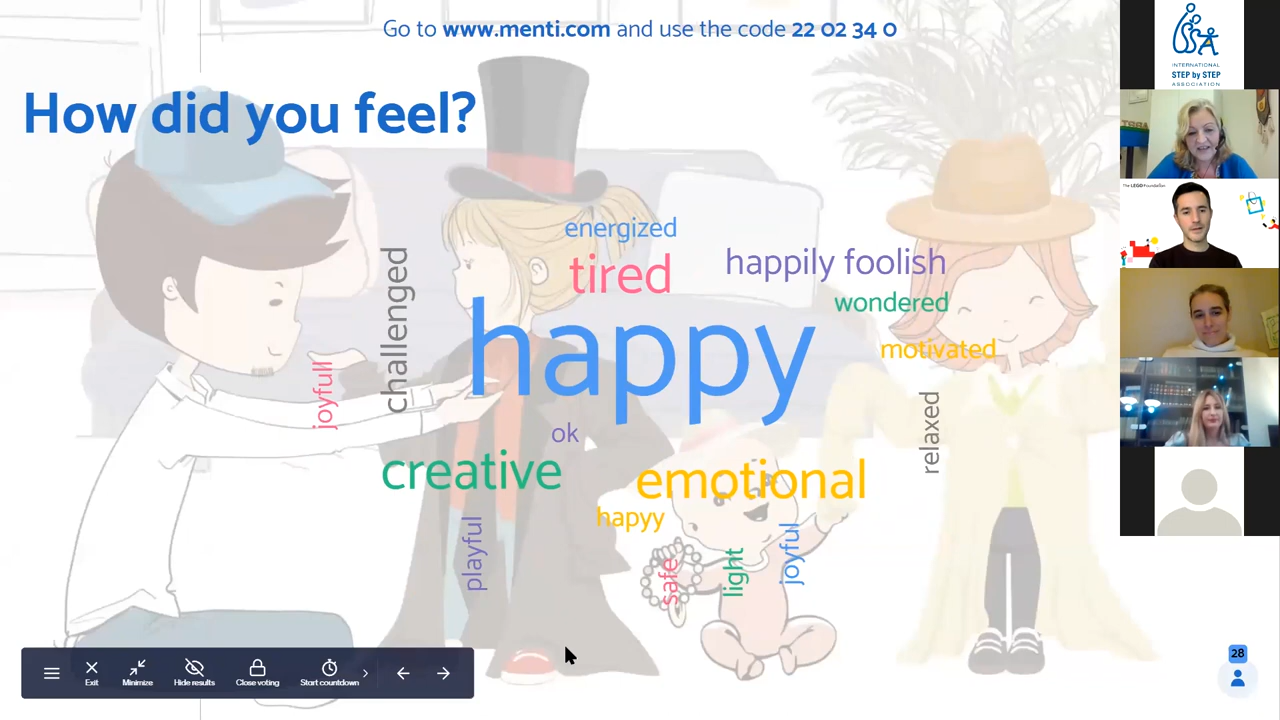 Go to www.menti.com and use the code 22 02 34 0
How did you feel?
energized
tired
happily foolish
wondered
challenged
happy
motivated
joyfull
relaxed
ok
creative
emotional
hapyy
playful
safe
light
joyful
Exit
Minimize
Hide results
Close voting
Start countdown
28
INTERNATIONAL
STEP by STEP
ASSOCIATION
The LEGO Foundation